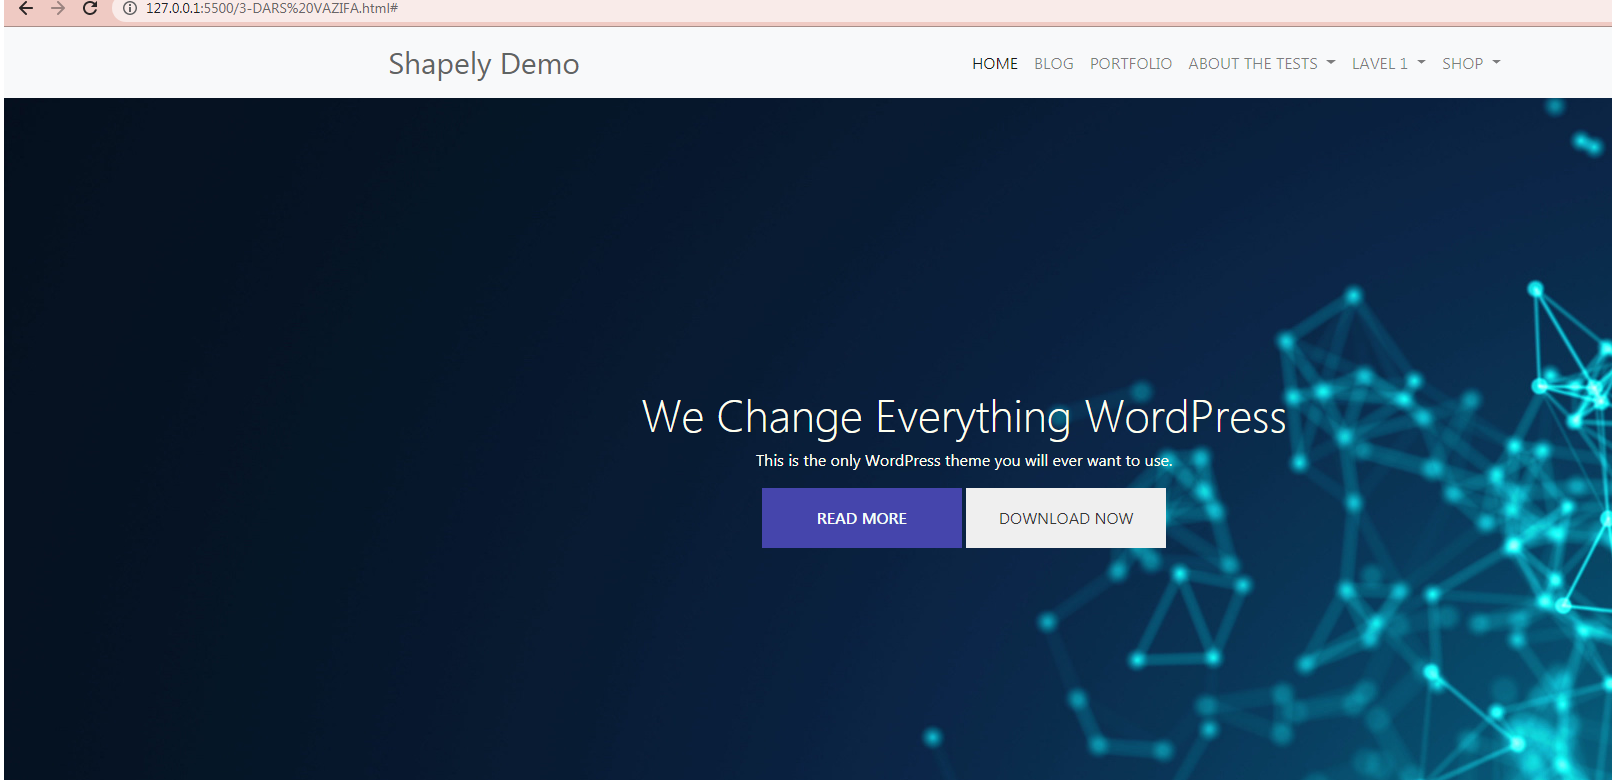 127.0.0.1:5500/3-DARS%20VAZIFA.html#
Shapely Demo
HOME BLOG PORTFOLIO ABOUT THE TESTS LAVEL 1 SHOP
We Change Everything WordPress
This is the only WordPress theme you will ever want to use.
READ MORE DOWNLOAD NOW